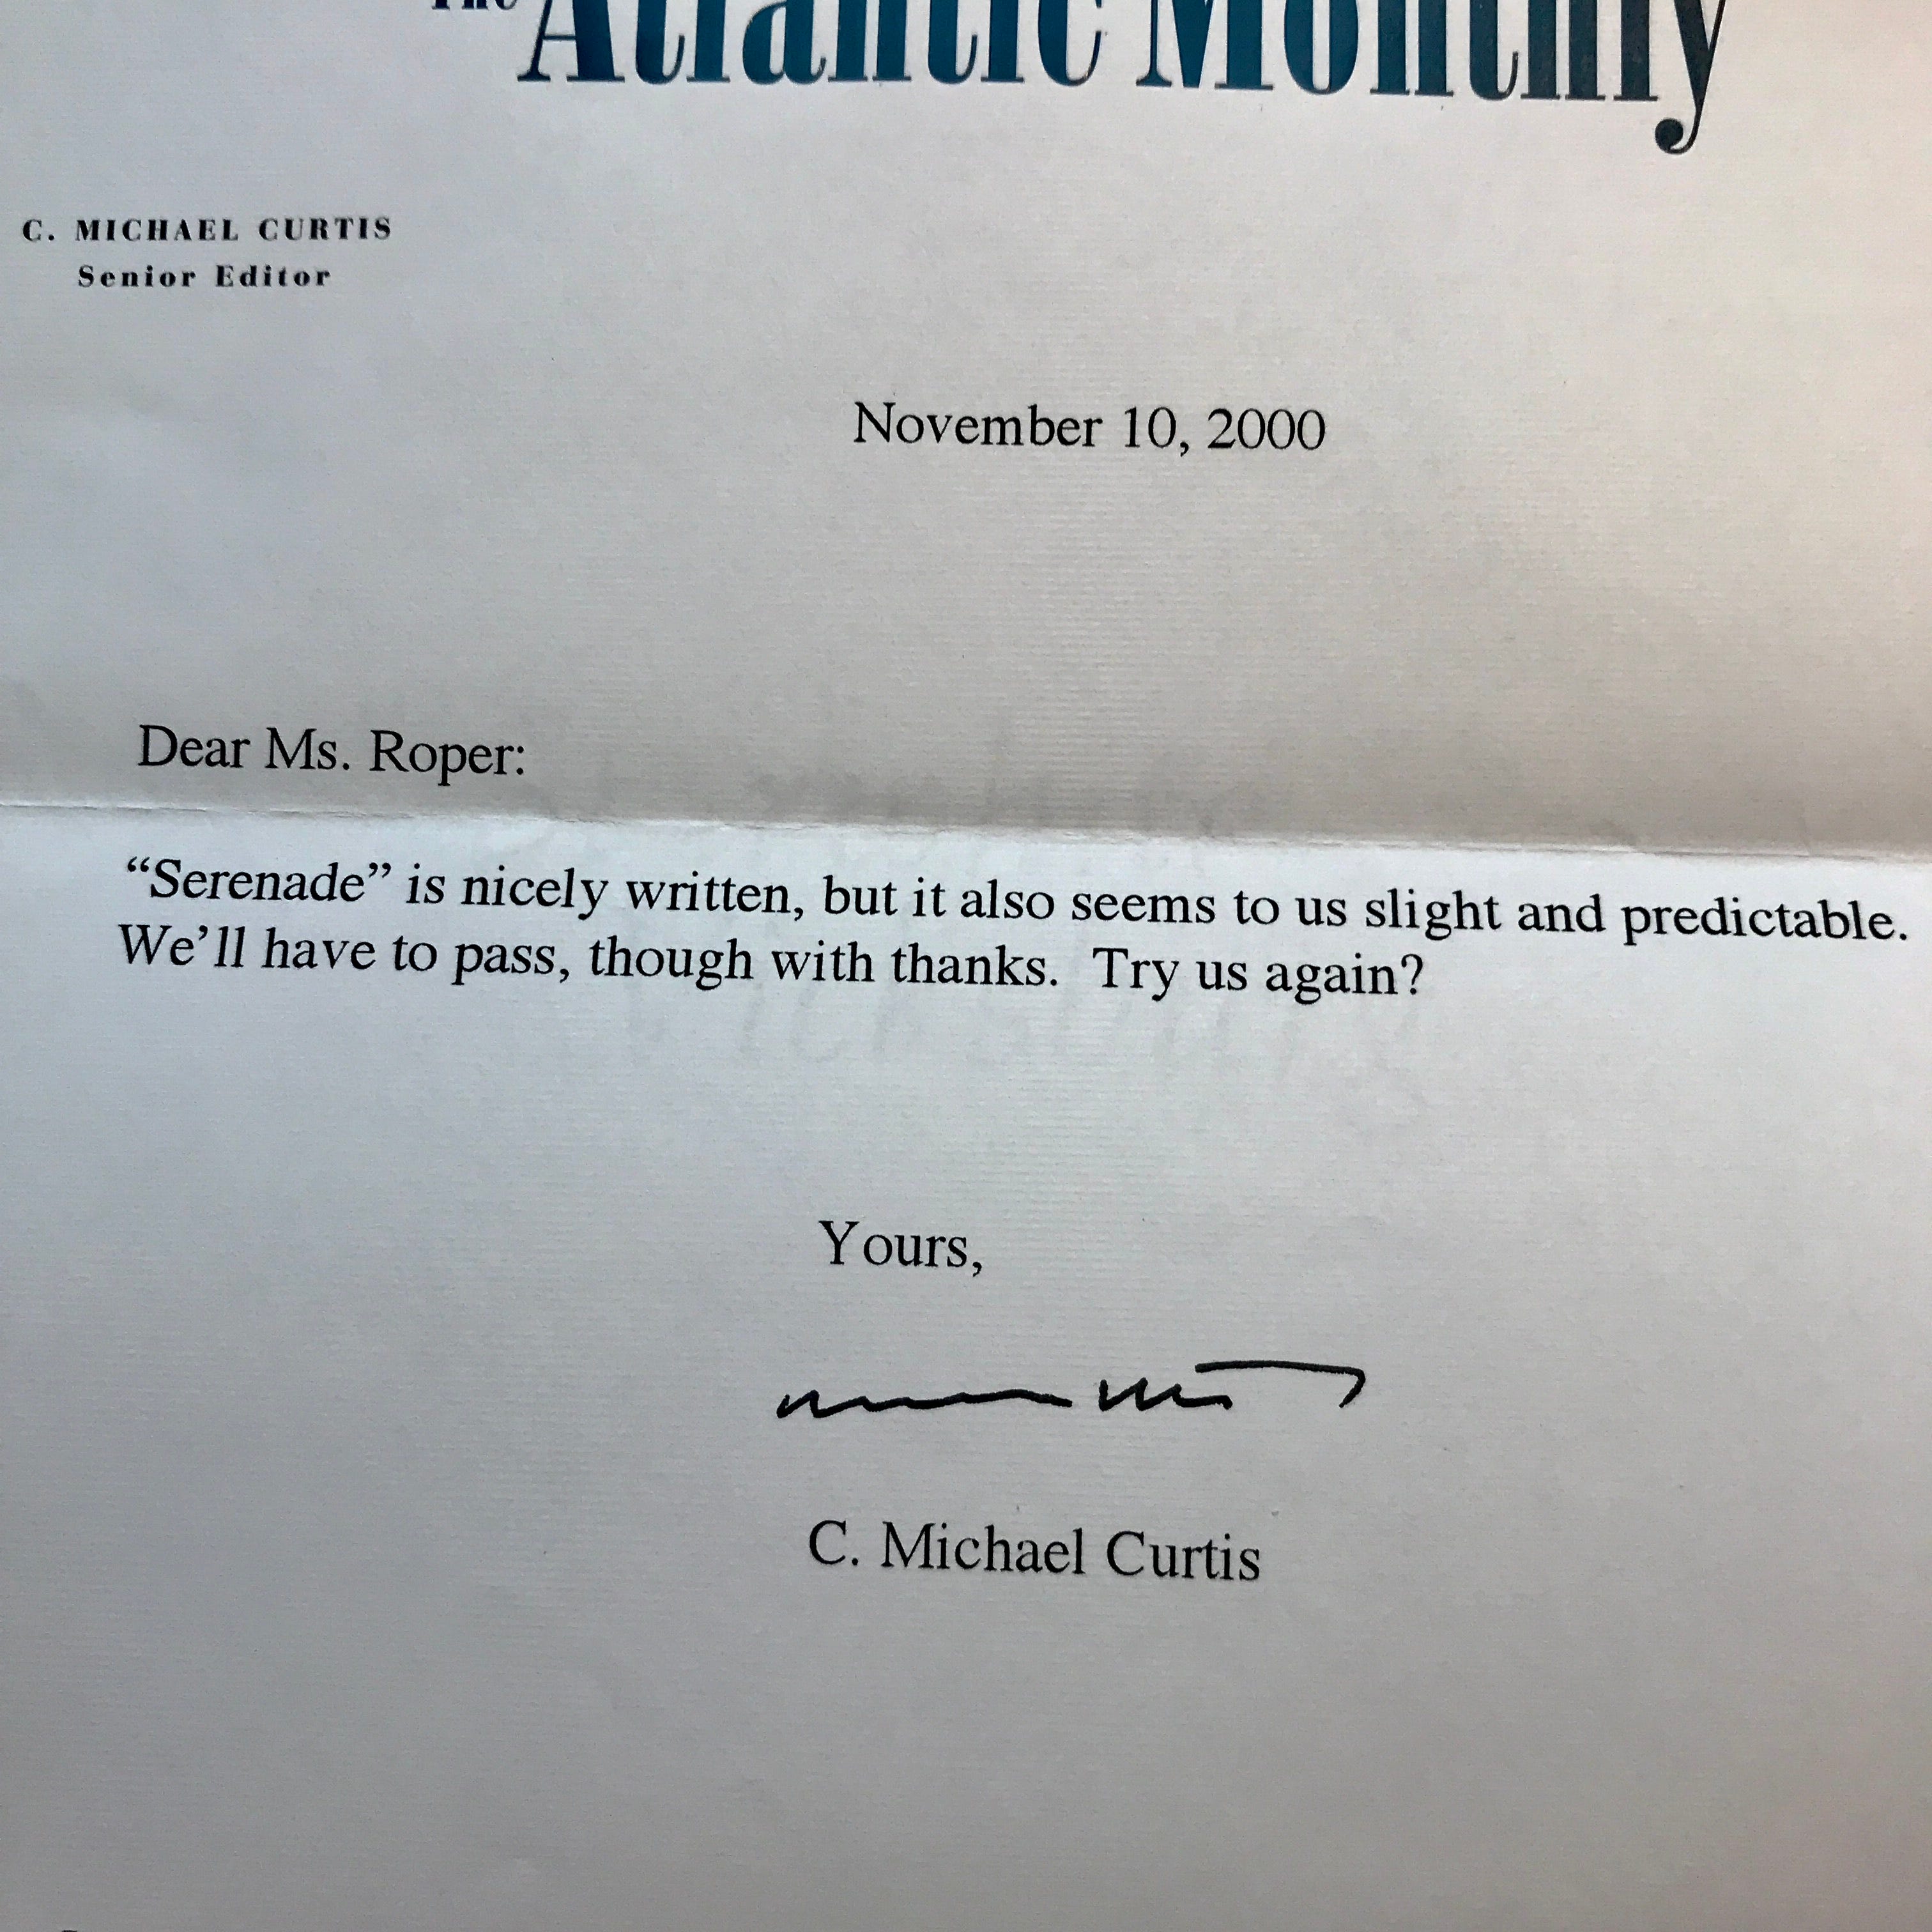 The Atlantic Monthly
C. MICHAEL CURTIS
Senior Editor
November 10, 2000
Dear Ms. Roper:
“Serenade” is nicely written, but it also seems to us slight and predictable.
We’ll have to pass, though with thanks.  Try us again?
Yours,
C. Michael Curtis